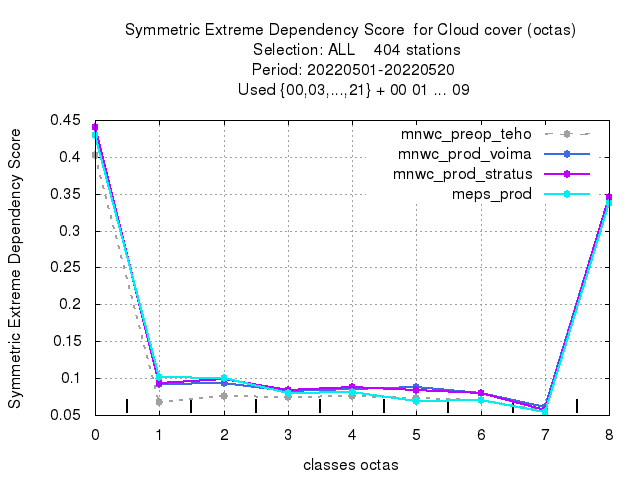 Symmetric Extreme Dependency Score  for Cloud cover (octas)
Selection: ALL    404 stations
Period: 20220501-20220520
Used {00,03,...,21} + 00 01 ... 09
Symmetric Extreme Dependency Score
0.45
0.4
0.35
0.3
0.25
0.2
0.15
0.1
0.05
mnwc_preop_teho
mnwc_prod_voima
mnwc_prod_stratus
meps_prod
0 1 2 3 4 5 6 7 8
classes octas